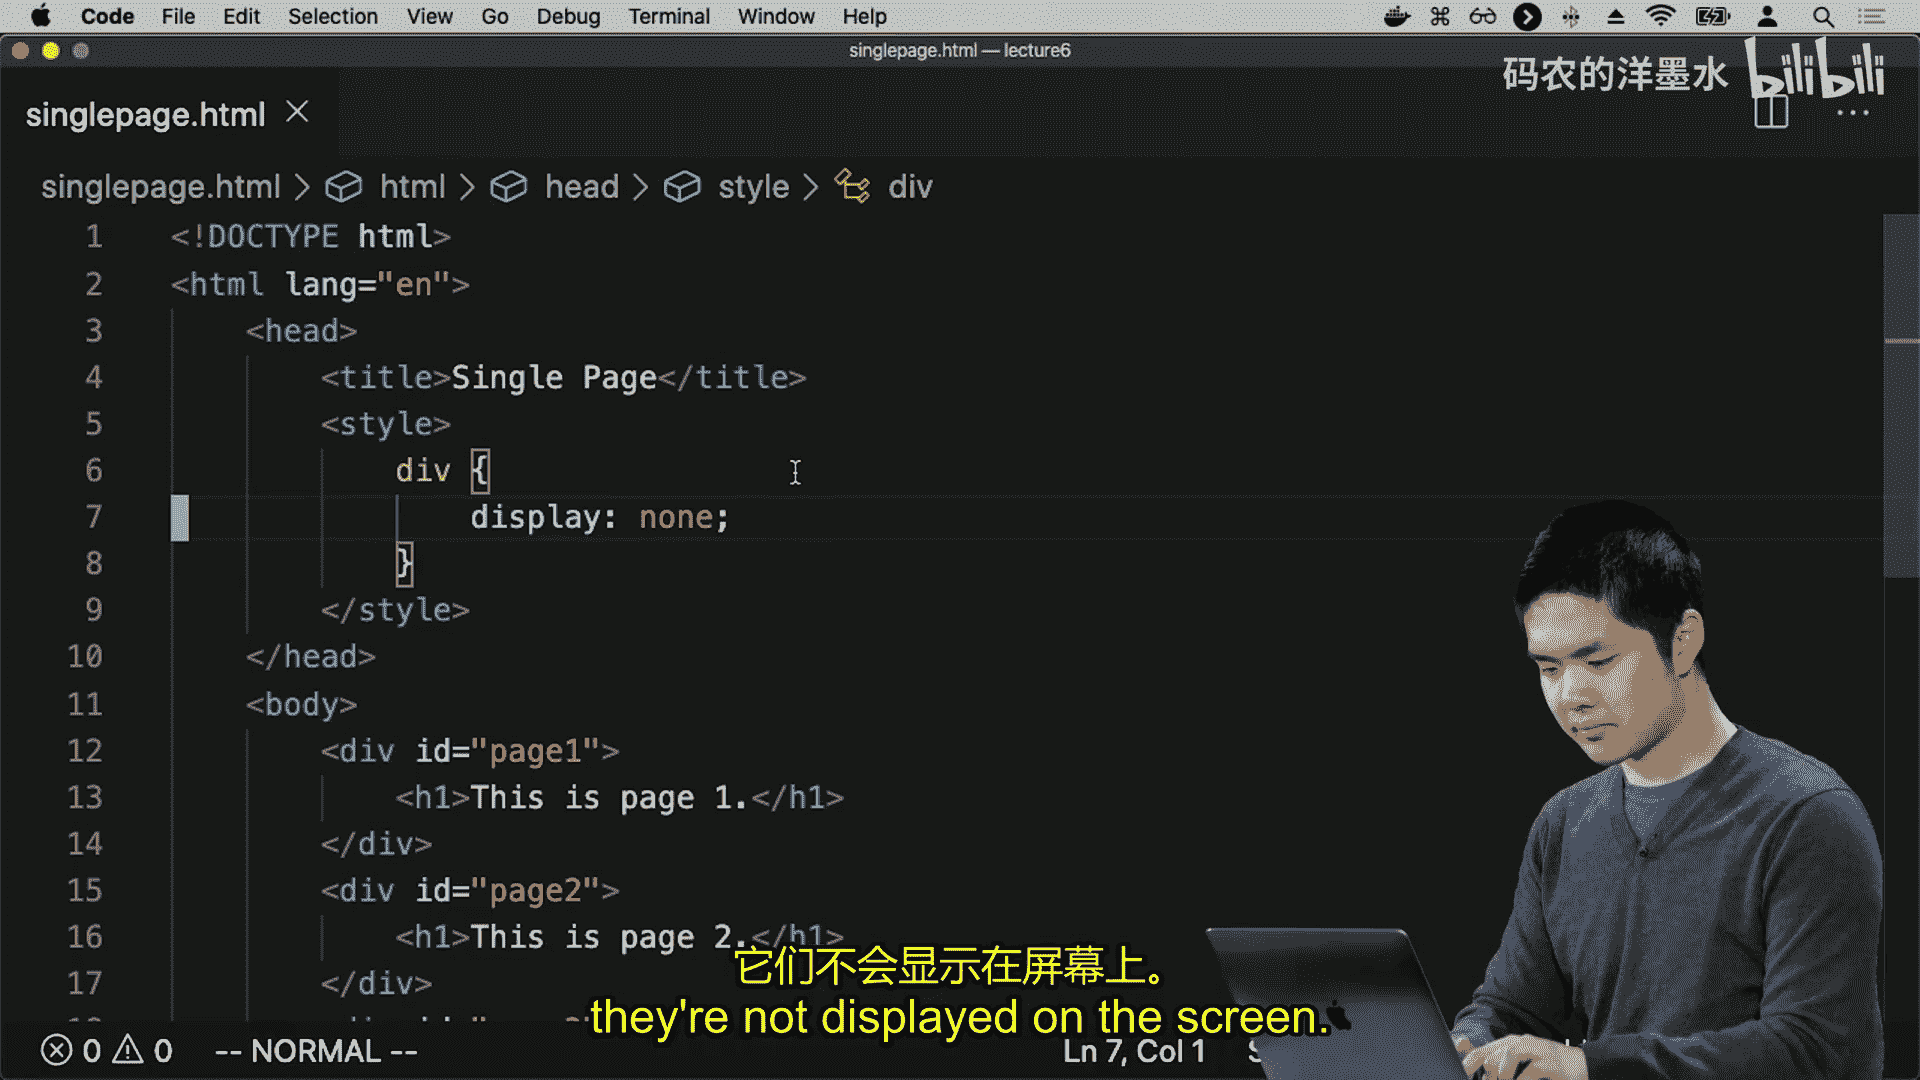 Code File Edit Selection View Go Debug Terminal Window Help
singlepage.html — lecture6
码农的洋墨水 bilibili
singlepage.html
singlepage.html > html > head > style > div
1 <!DOCTYPE html>
2 <html lang="en">
3 <head>
4 <title>Single Page</title>
5 <style>
6 div {
7 display: none;
8 }
9 </style>
10 </head>
11 <body>
12 <div id="page1">
13 <h1>This is page 1.</h1>
14 </div>
15 <div id="page2">
16 <h1>This is page 2.</h1>
17 </div>
它们不会显示在屏幕上。
they're not displayed on the screen.
0 0 -- NORMAL -- Ln 7, Col 1